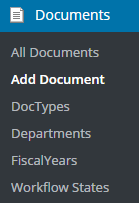 Documents
All Documents
Add Document
DocTypes
Departments
FiscalYears
Workflow States